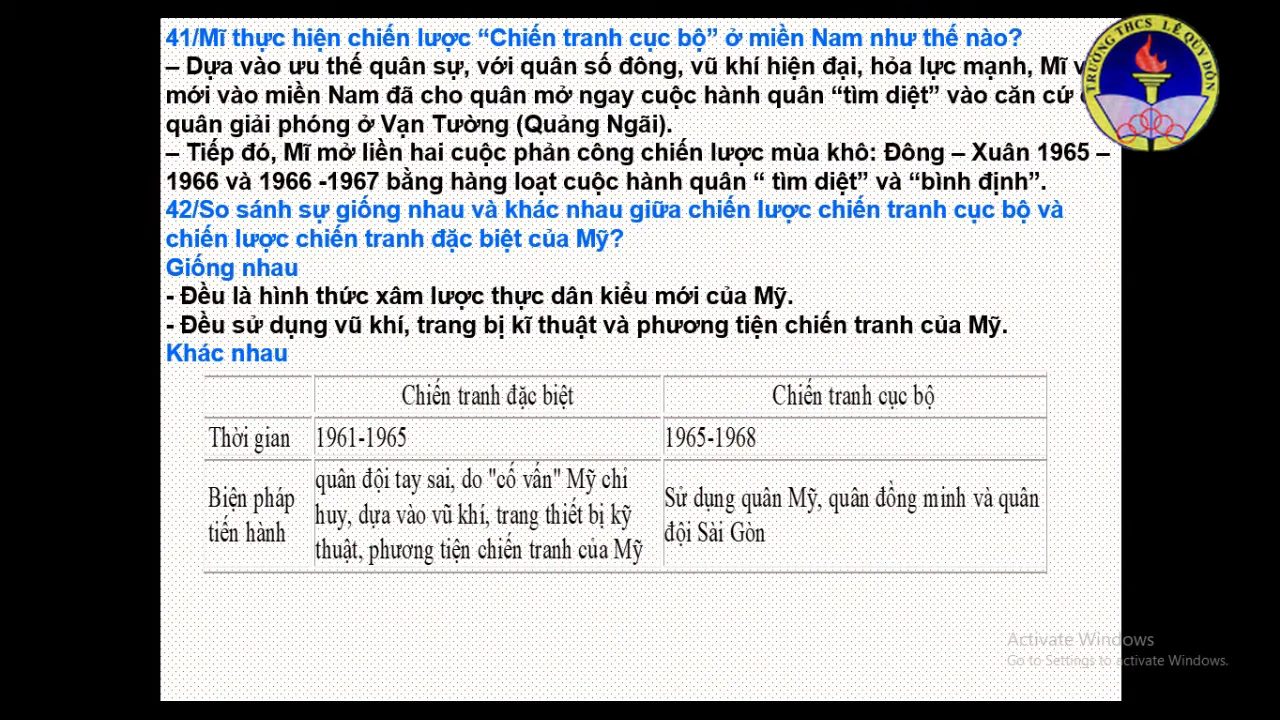 41/Mĩ thực hiện chiến lược “Chiến tranh cục bộ” ở miền Nam như thế nào?
– Dựa vào ưu thế quân sự, với quân số đông, vũ khí hiện đại, hỏa lực mạnh, Mĩ
mới vào miền Nam đã cho quân mở ngay cuộc hành quân “tìm diệt” vào căn cứ
quân giải phóng ở Vạn Tường (Quảng Ngãi).
– Tiếp đó, Mĩ mở liền hai cuộc phản công chiến lược mùa khô: Đông – Xuân 1965 –
1966 và 1966 -1967 bằng hàng loạt cuộc hành quân “ tìm diệt” và “bình định”.
42/So sánh sự giống nhau và khác nhau giữa chiến lược chiến tranh cục bộ và
chiến lược chiến tranh đặc biệt của Mỹ?
Giống nhau
- Đều là hình thức xâm lược thực dân kiểu mới của Mỹ.
- Đều sử dụng vũ khí, trang bị kĩ thuật và phương tiện chiến tranh của Mỹ.
Khác nhau
Chiến tranh đặc biệt
Chiến tranh cục bộ
Thời gian
1961-1965
1965-1968
Biện pháp
tiến hành
quân đội tay sai, do "cố vấn" Mỹ chỉ
huy, dựa vào vũ khí, trang thiết bị kỹ
thuật, phương tiện chiến tranh của Mỹ
Sử dụng quân Mỹ, quân đồng minh và quân
đội Sài Gòn
TRƯỜNG THCS LÊ QUÝ ĐÔN
Activate Windows
Go to Settings to activate Windows.